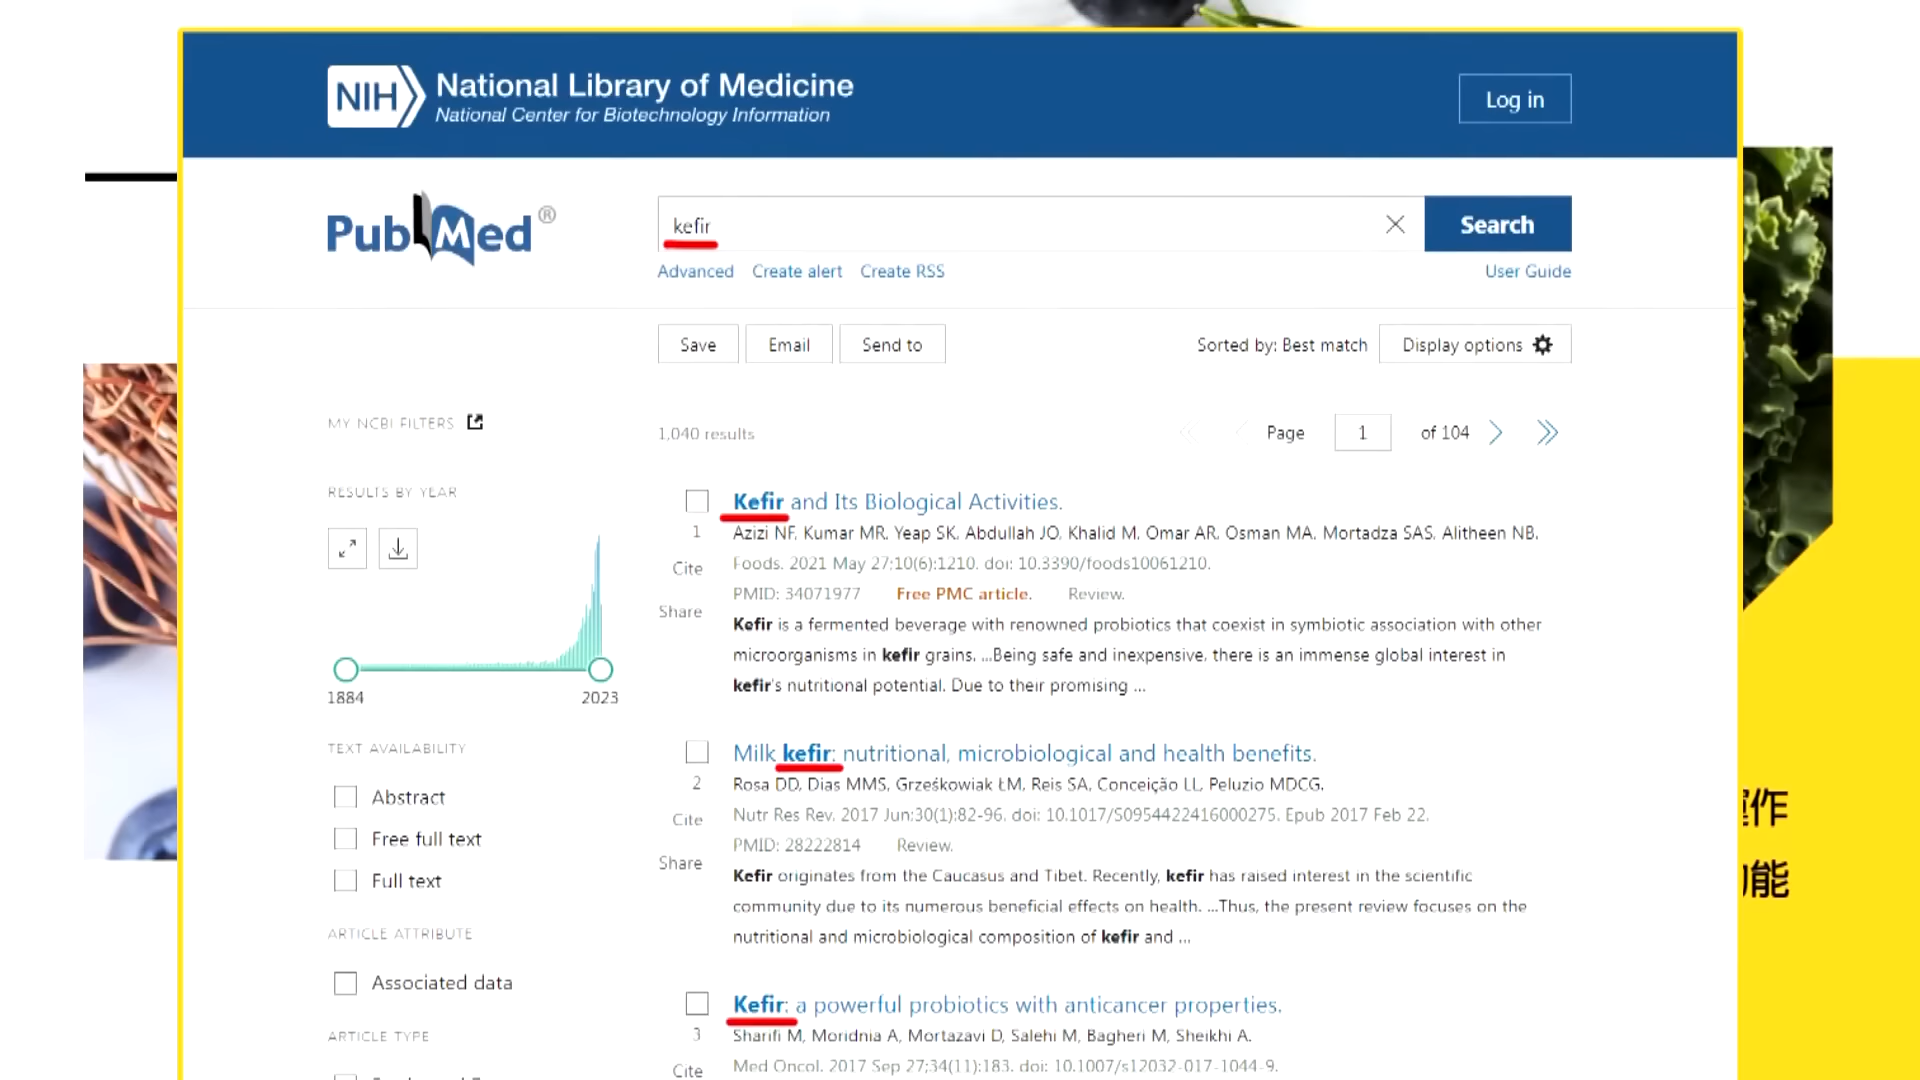 NIH National Library of Medicine
National Center for Biotechnology Information
Log in
PubMed®
kefir
Search
Advanced Create alert Create RSS
User Guide
Save Email Send to
Sorted by: Best match Display options
MY NCBI FILTERS
1,040 results
Page 1 of 104
RESULTS BY YEAR
1884 2023
TEXT AVAILABILITY
Abstract
Free full text
Full text
ARTICLE ATTRIBUTE
Associated data
ARTICLE TYPE
Kefir and Its Biological Activities.
1
Azizi NF, Kumar MR, Yeap SK, Abdullah JO, Khalid M, Omar AR, Osman MA, Mortadza SAS, Alitheen NB.
Cite
Foods. 2021 May 27;10(6):1210. doi: 10.3390/foods10061210.
PMID: 34071977 Free PMC article. Review.
Share
Kefir is a fermented beverage with renowned probiotics that coexist in symbiotic association with other
microorganisms in kefir grains. ...Being safe and inexpensive, there is an immense global interest in
kefir's nutritional potential. Due to their promising ...
Milk kefir: nutritional, microbiological and health benefits.
2
Rosa DD, Dias MMS, Grześkowiak ŁM, Reis SA, Conceição LL, Peluzio MDCG.
Cite
Nutr Res Rev. 2017 Jun;30(1):82-96. doi: 10.1017/S0954422416000275. Epub 2017 Feb 22.
PMID: 28222814 Review.
Share
Kefir originates from the Caucasus and Tibet. Recently, kefir has raised interest in the scientific
community due to its numerous beneficial effects on health. ...Thus, the present review focuses on the
nutritional and microbiological composition of kefir and ...
Kefir: a powerful probiotics with anticancer properties.
3
Sharifi M, Moridnia A, Mortazavi D, Salehi M, Bagheri M, Sheikhi A.
Cite
Med Oncol. 2017 Sep 27;34(11):183. doi: 10.1007/s12032-017-1044-9.
作
能